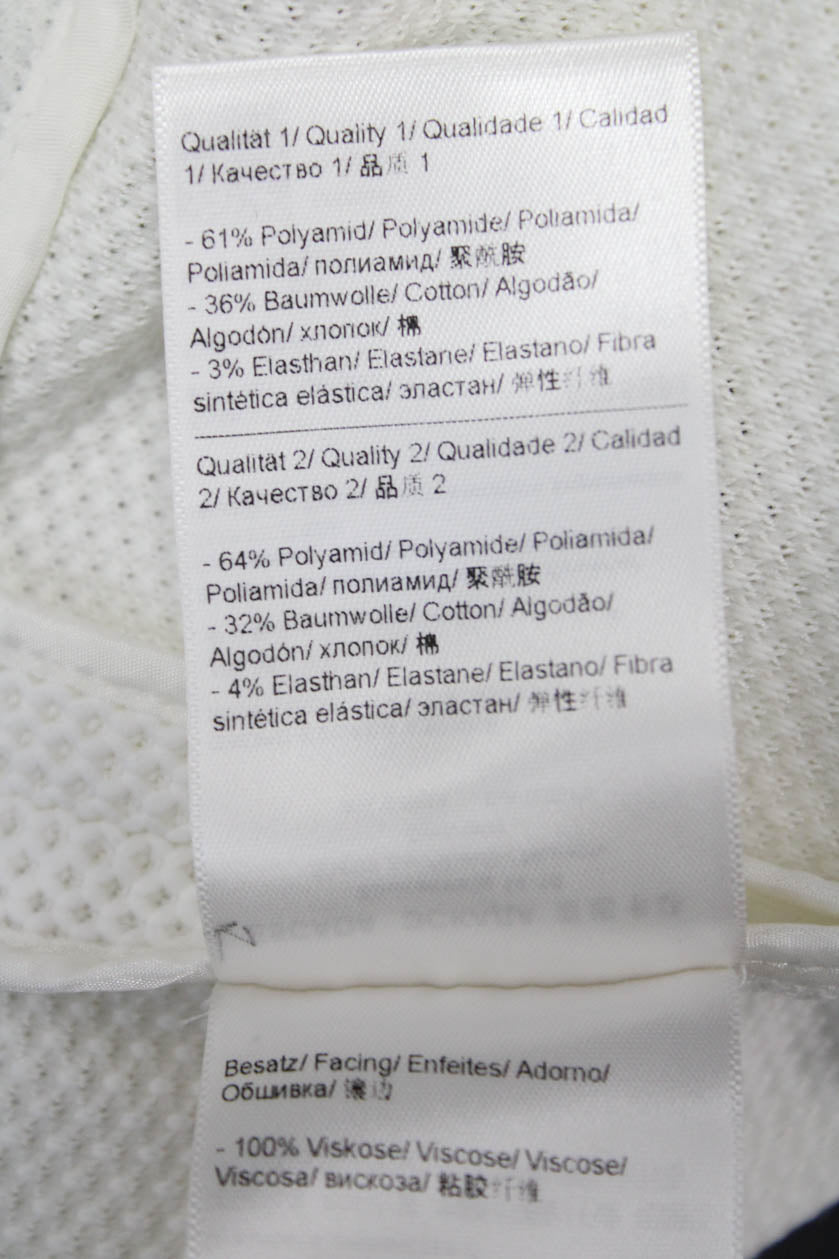 Qualität 1/ Quality 1/ Qualidade 1/ Calidad
1/ Качество 1/ 品质 1
- 61% Polyamid/ Polyamide/ Poliamida/
Poliamida/ полиамид/ 聚酰胺
- 36% Baumwolle/ Cotton/ Algodão/
Algodón/ хлопок/ 棉
- 3% Elasthan/ Elastane/ Elastano/ Fibra
sintética elástica/ эластан/ 弹性纤维
Qualität 2/ Quality 2/ Qualidade 2/ Calidad
2/ Качество 2/ 品质 2
- 64% Polyamid/ Polyamide/ Poliamida/
Poliamida/ полиамид/ 聚酰胺
- 32% Baumwolle/ Cotton/ Algodão/
Algodón/ хлопок/ 棉
- 4% Elasthan/ Elastane/ Elastano/ Fibra
sintética elástica/ эластан/ 弹性纤维
Besatz/ Facing/ Enfeites/ Adorno/
Обшивка/ 滚边
- 100% Viskose/ Viscose/ Viscose/
Viscosa/ вискоза/ 粘胶纤维